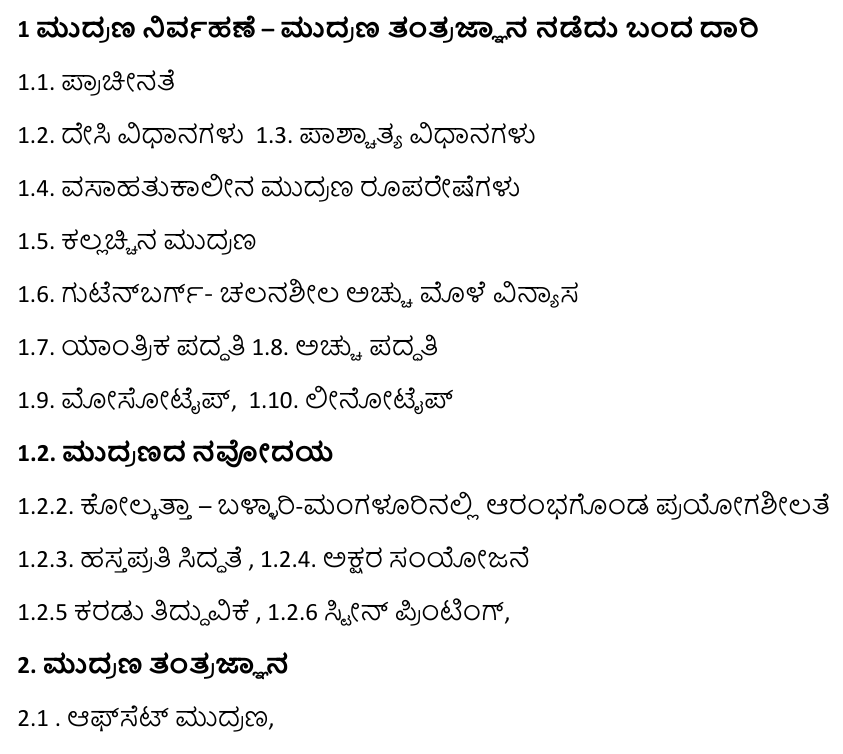 1 ಮುದ್ರಣ ನಿರ್ವಹಣೆ – ಮುದ್ರಣ ತಂತ್ರಜ್ಞಾನ ನಡೆದು ಬಂದ ದಾರಿ
1.1. ಪ್ರಾಚೀನತೆ
1.2. ದೇಸಿ ವಿಧಾನಗಳು 1.3. ಪಾಶ್ಚಾತ್ಯ ವಿಧಾನಗಳು
1.4. ವಸಾಹತುಕಾಲೀನ ಮುದ್ರಣ ರೂಪರೇಷೆಗಳು
1.5. ಕಲ್ಲಚ್ಚಿನ ಮುದ್ರಣ
1.6. ಗುಟೆನ್‌ಬರ್ಗ್- ಚಲನಶೀಲ ಅಚ್ಚು ಮೊಳೆ ವಿನ್ಯಾಸ
1.7. ಯಾಂತ್ರಿಕ ಪದ್ದತಿ 1.8. ಅಚ್ಚು ಪದ್ದತಿ
1.9. ಮೋಸೋಟೈಪ್, 1.10. ಲೀನೋಟೈಪ್
1.2. ಮುದ್ರಣದ ನವೋದಯ
1.2.2. ಕೋಲ್ಕತ್ತಾ – ಬಳ್ಳಾರಿ-ಮಂಗಳೂರಿನಲ್ಲಿ ಆರಂಭಗೊಂಡ ಪ್ರಯೋಗಶೀಲತೆ
1.2.3. ಹಸ್ತಪ್ರತಿ ಸಿದ್ದತೆ , 1.2.4. ಅಕ್ಷರ ಸಂಯೋಜನೆ
1.2.5 ಕರಡು ತಿದ್ದುವಿಕೆ , 1.2.6 ಸ್ಕ್ರೀನ್ ಪ್ರಿಂಟಿಂಗ್,
2. ಮುದ್ರಣ ತಂತ್ರಜ್ಞಾನ
2.1 . ಆಫ್‌ಸೆಟ್ ಮುದ್ರಣ,